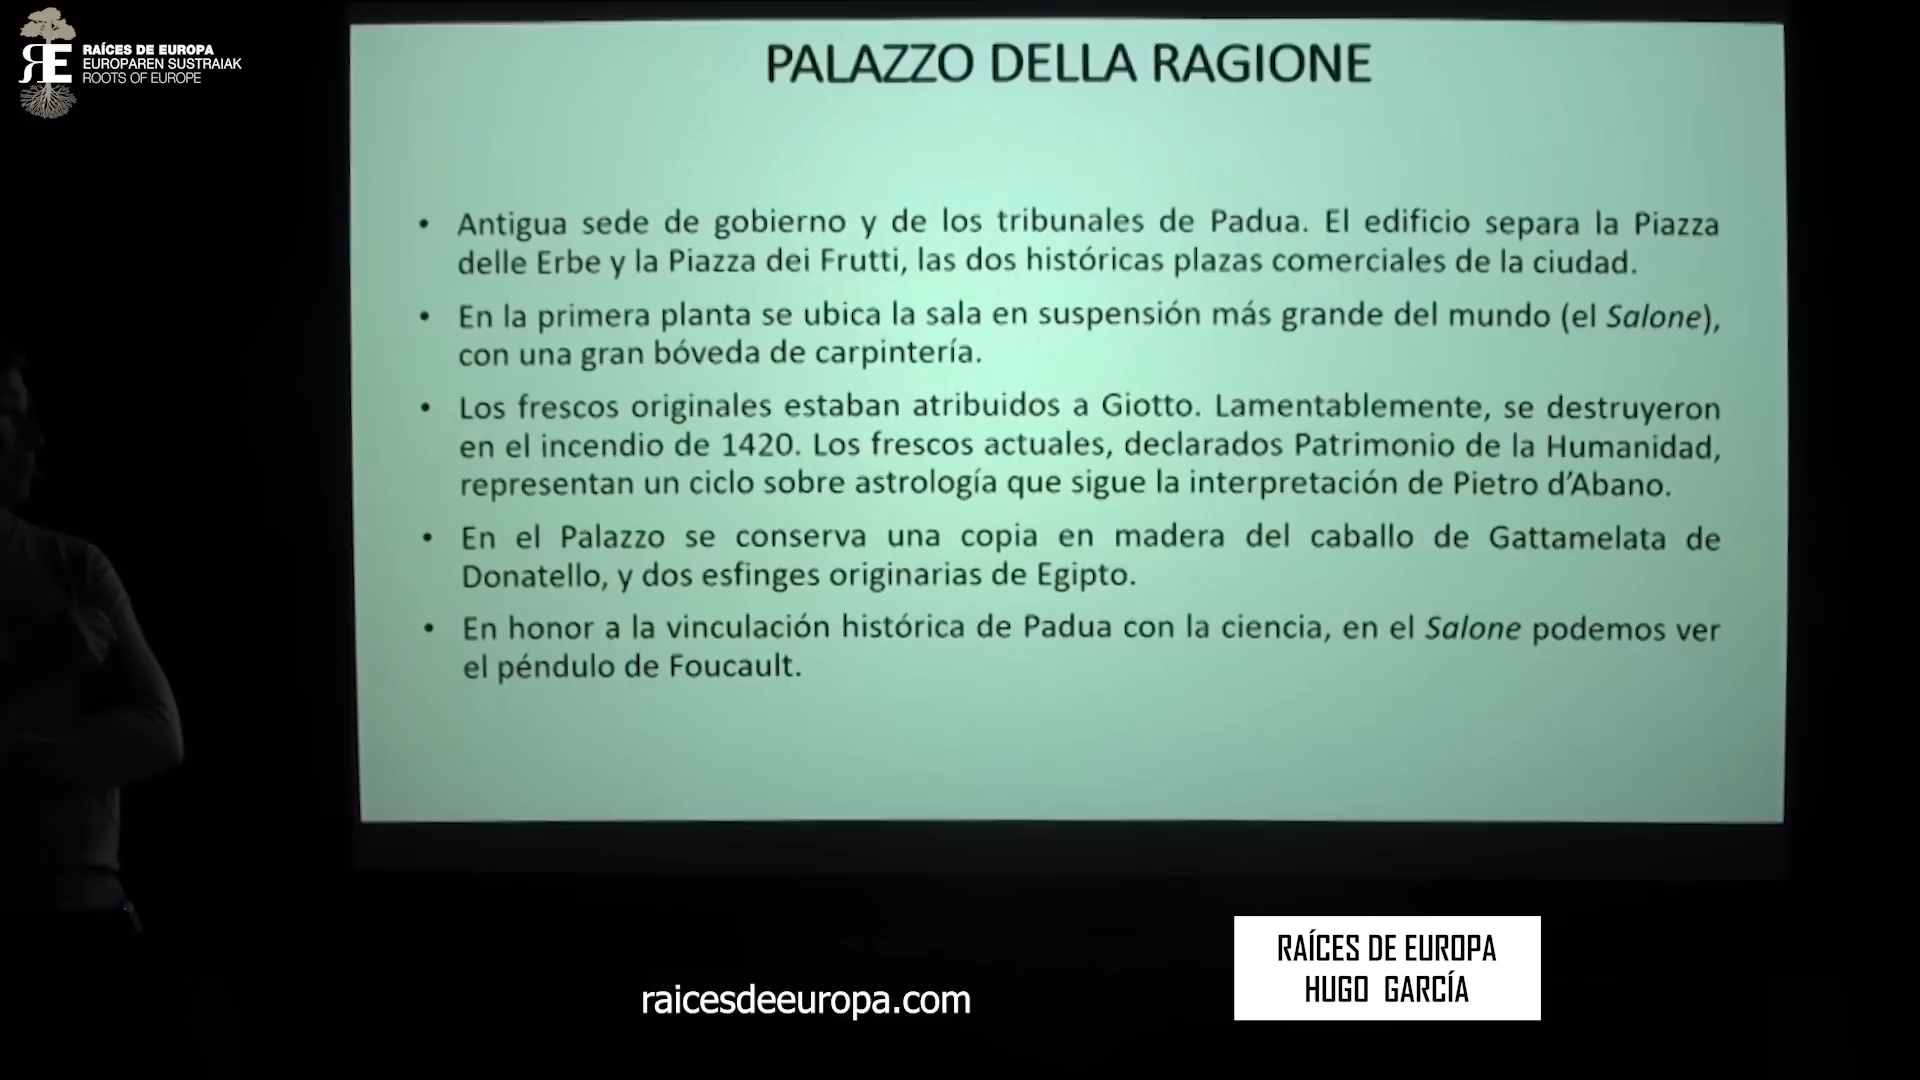 RAÍCES DE EUROPA
EUROPAREN SUSTRAIAK
ROOTS OF EUROPE
RE
PALAZZO DELLA RAGIONE
• Antigua sede de gobierno y de los tribunales de Padua. El edificio separa la Piazza
delle Erbe y la Piazza dei Frutti, las dos históricas plazas comerciales de la ciudad.
• En la primera planta se ubica la sala en suspensión más grande del mundo (el Salone),
con una gran bóveda de carpintería.
• Los frescos originales estaban atribuidos a Giotto. Lamentablemente, se destruyeron
en el incendio de 1420. Los frescos actuales, declarados Patrimonio de la Humanidad,
representan un ciclo sobre astrología que sigue la interpretación de Pietro d’Abano.
• En el Palazzo se conserva una copia en madera del caballo de Gattamelata de
Donatello, y dos esfinges originarias de Egipto.
• En honor a la vinculación histórica de Padua con la ciencia, en el Salone podemos ver
el péndulo de Foucault.
raicesdeeuropa.com
RAÍCES DE EUROPA
HUGO GARCÍA